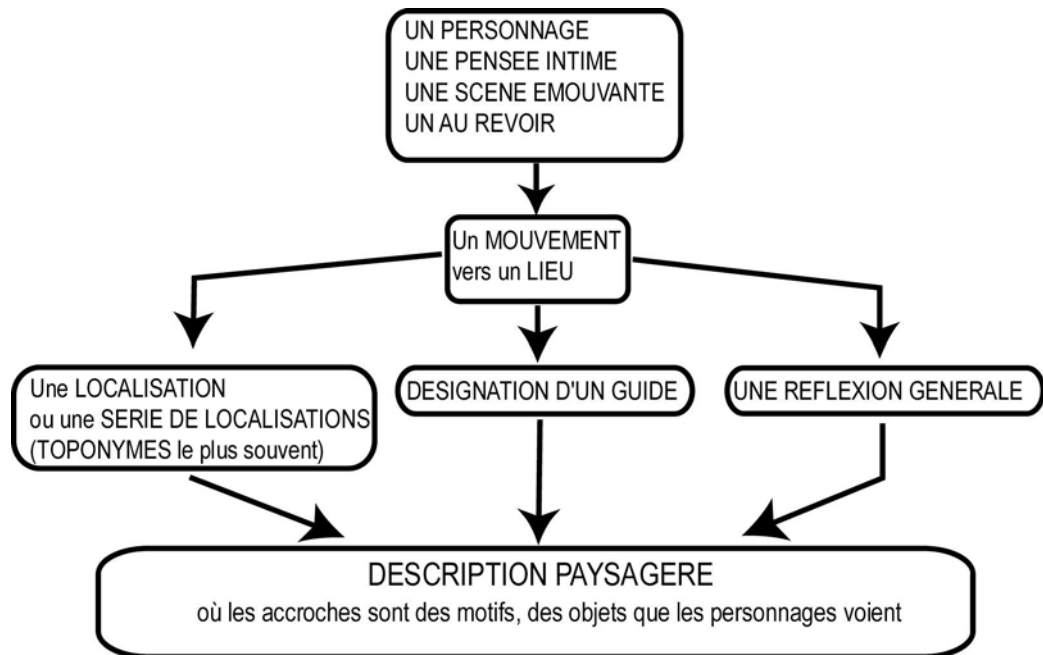 UN PERSONNAGE
UNE PENSEE INTIME
UNE SCENE EMOUVANTE
UN AU REVOIR
Un MOUVEMENT
vers un LIEU
Une LOCALISATION
ou une SERIE DE LOCALISATIONS
(TOPONYMES le plus souvent)
DESIGNATION D'UN GUIDE
UNE REFLEXION GENERALE
DESCRIPTION PAYSAGERE
où les accroches sont des motifs, des objets que les personnages voient